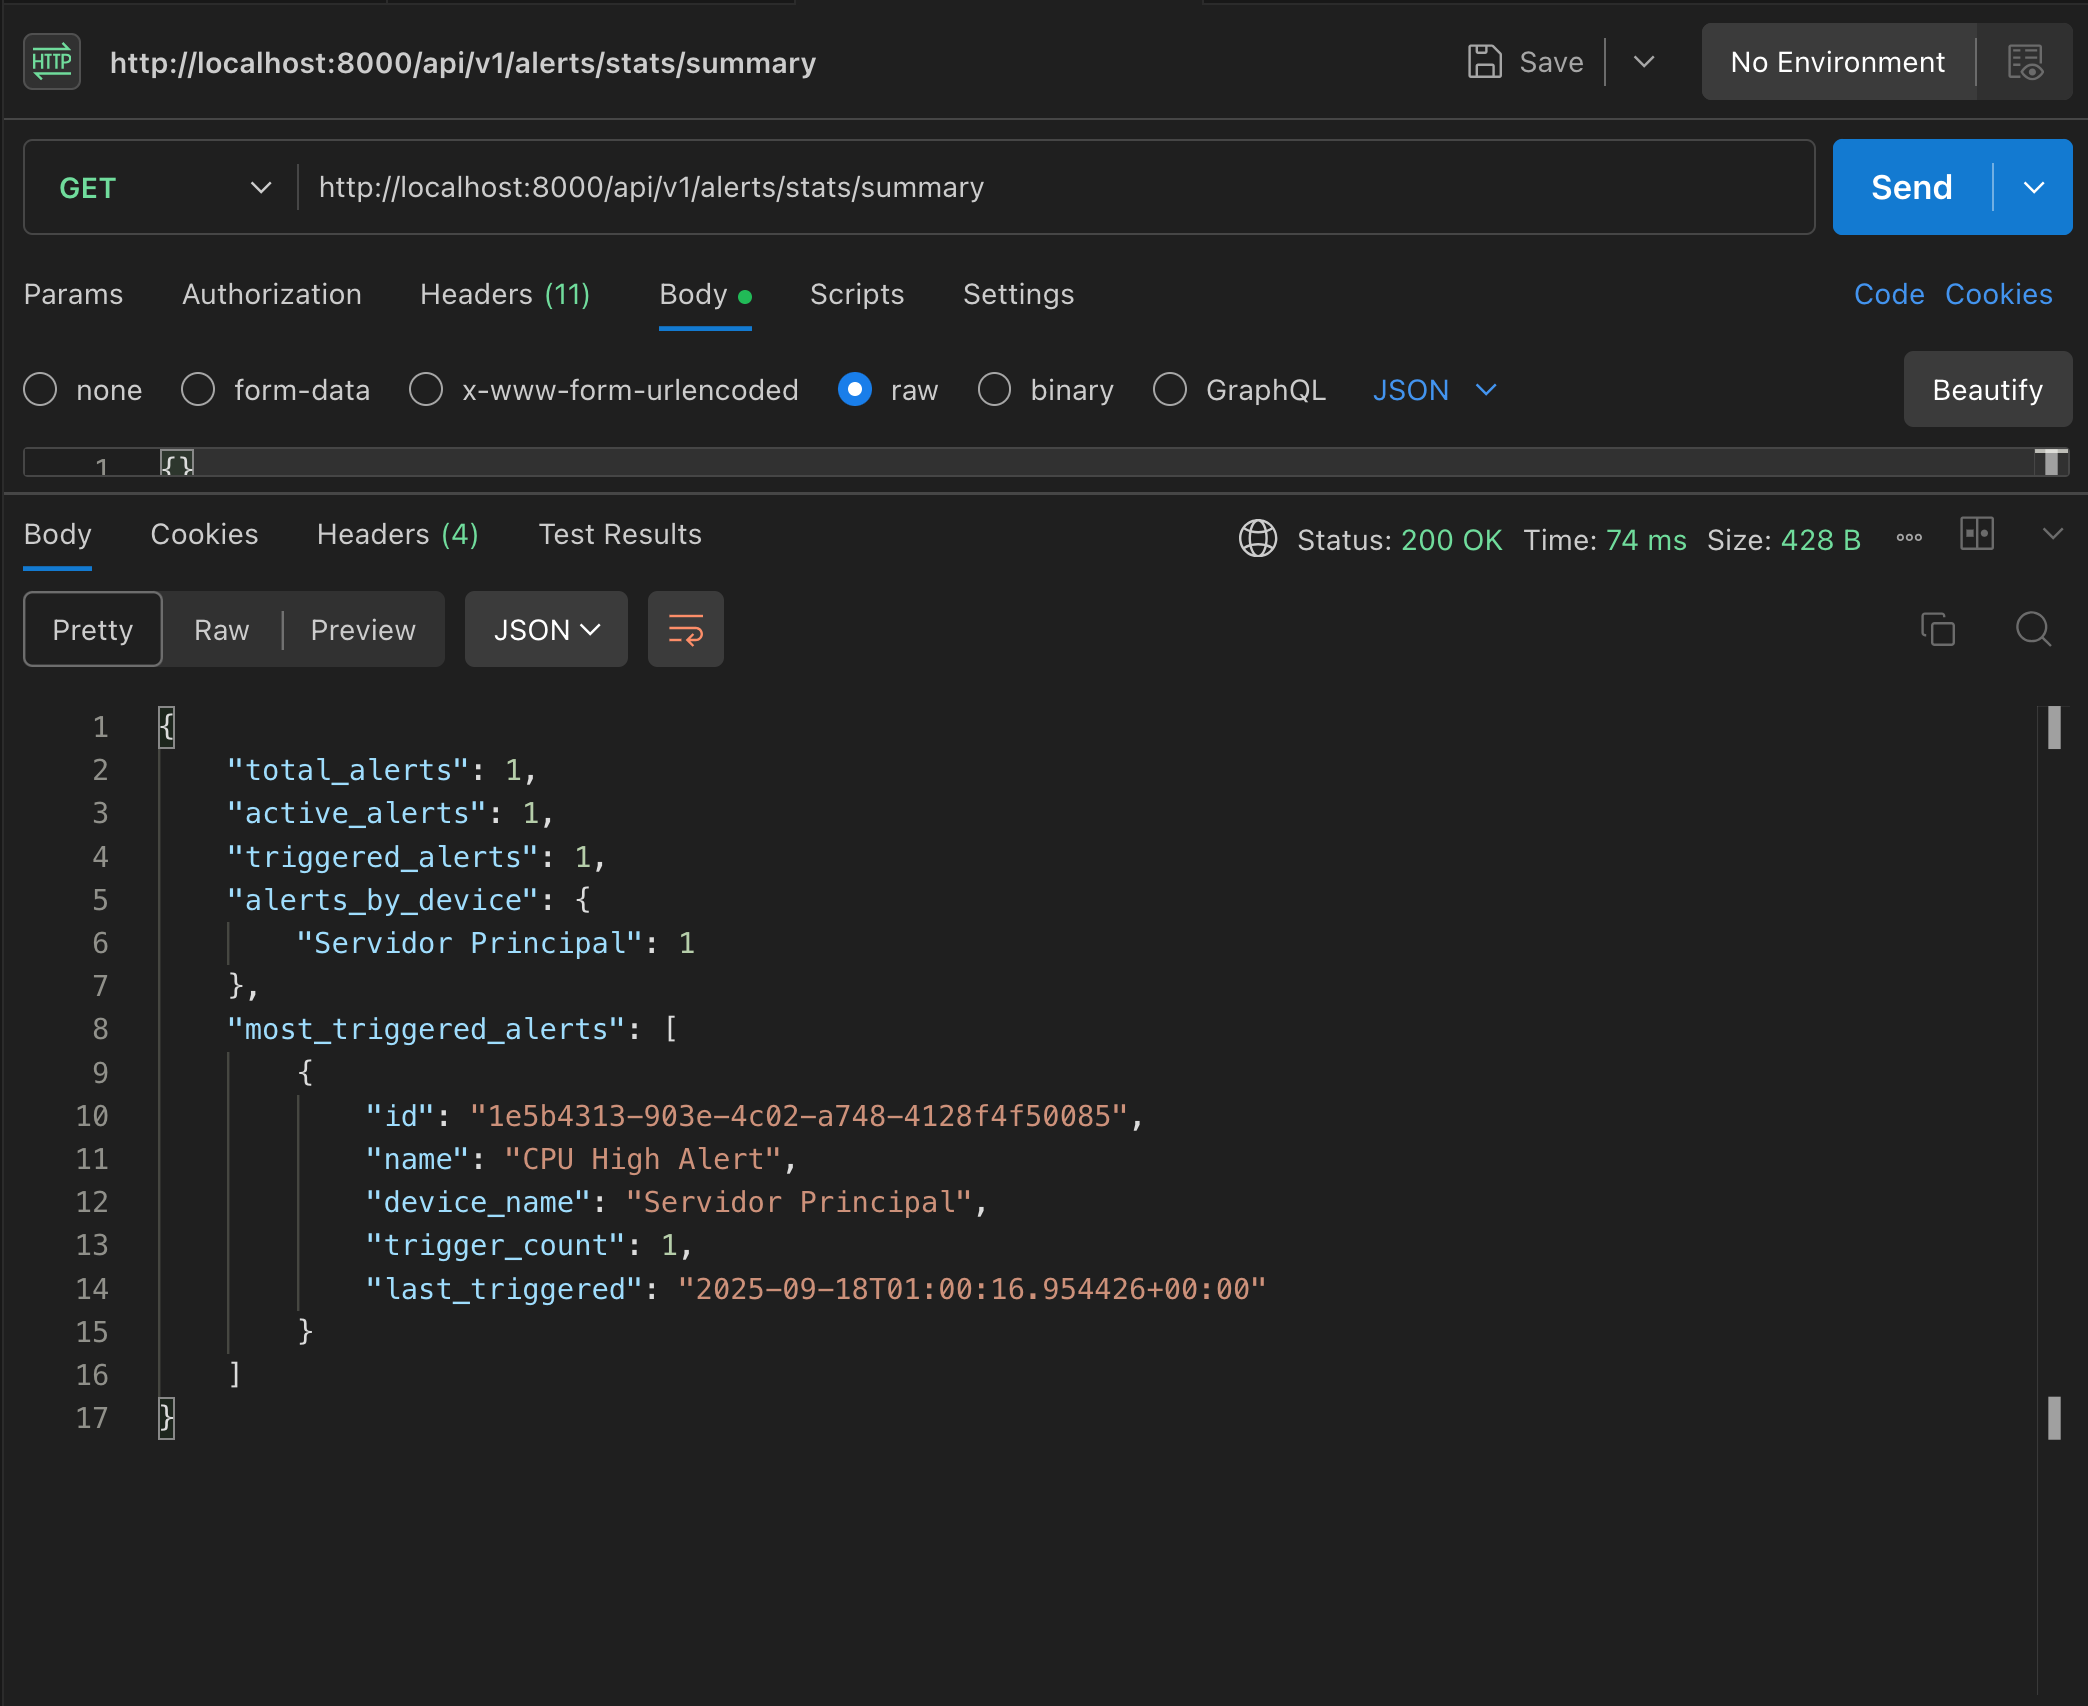 HTTP http://localhost:8000/api/v1/alerts/stats/summary Save No Environment
GET http://localhost:8000/api/v1/alerts/stats/summary Send
Params Authorization Headers (11) Body Scripts Settings Code Cookies
none form-data x-www-form-urlencoded raw binary GraphQL JSON Beautify
1 {}
Body Cookies Headers (4) Test Results Status: 200 OK Time: 74 ms Size: 428 B
Pretty Raw Preview JSON
1 {
2 "total_alerts": 1,
3 "active_alerts": 1,
4 "triggered_alerts": 1,
5 "alerts_by_device": {
6 "Servidor Principal": 1
7 },
8 "most_triggered_alerts": [
9 {
10 "id": "1e5b4313-903e-4c02-a748-4128f4f50085",
11 "name": "CPU High Alert",
12 "device_name": "Servidor Principal",
13 "trigger_count": 1,
14 "last_triggered": "2025-09-18T01:00:16.954426+00:00"
15 }
16 ]
17 }